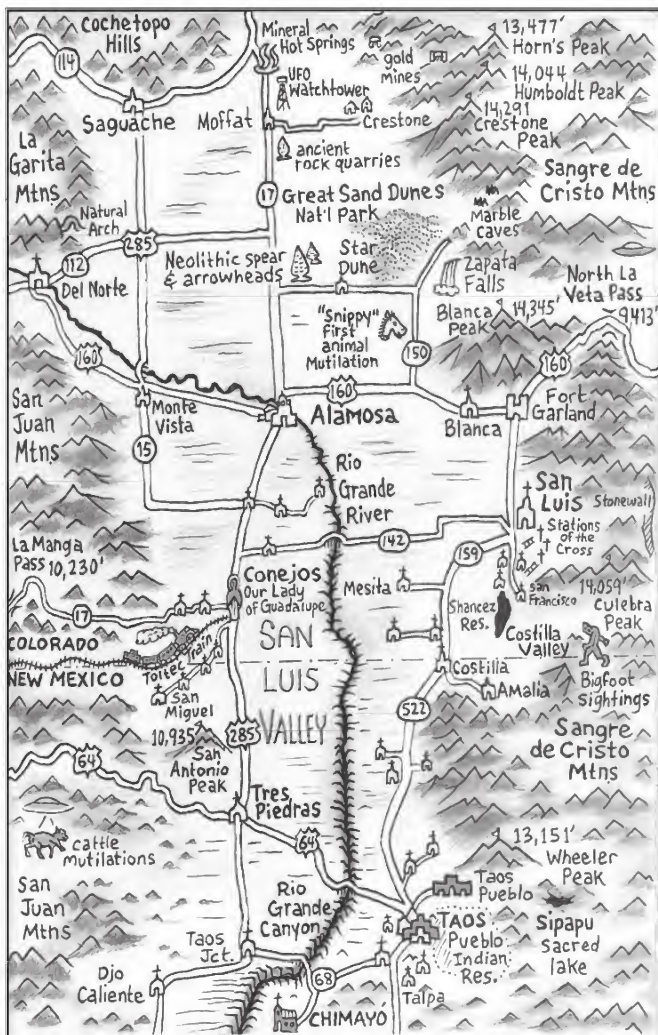 Cochetopo
Hills
114
Saguache
Mineral
Hot Springs
UFO
Watchtower
Moffat
Crestone
gold
mines
13,477'
Horn's Peak
14,044
Humboldt Peak
14,291
Crestone
Peak
La
Garita
Mtns
ancient
rock quarries
17
Great Sand Dunes
Nat'l Park
Sangre de
Cristo Mtns
Marble
caves
Natural
Arch
285
112
Del Norte
Neolithic spear
& arrowheads
Star
Dune
Zapata
Falls
North La
Veta Pass
9413'
"Snippy"
first
animal
Mutilation
150
Blanca
Peak
14,345'
160
160
160
San
Juan
Mtns
Monte
Vista
15
Alamosa
Blanca
Fort
Garland
Rio
Grande
River
San
Luis
Stonewall
Stations
of the
Cross
142
159
La Manga
Pass 10,230'
17
Conejos
Our Lady
of Guadalupe
Mesita
Shancez
Res.
San
Francisco
14,059'
Culebra
Peak
Costilla
Valley
COLORADO
NEW MEXICO
Toltec Train
SAN
LUIS
VALLEY
Costilla
Amalia
Bigfoot
sightings
San
Miguel
522
10,935'
San
Antonio
Peak
285
64
Sangre
de Cristo
Mtns
Tres
Piedras
64
cattle
Mutilations
13,151'
Wheeler
Peak
Taos
Pueblo
San
Juan
Mtns
Rio
Grande
Canyon
TAOS
Pueblo
Indian
Res.
Sipapu
Sacred
lake
Taos
Jct.
Djo
Caliente
68
Talpa
CHIMAYÓ